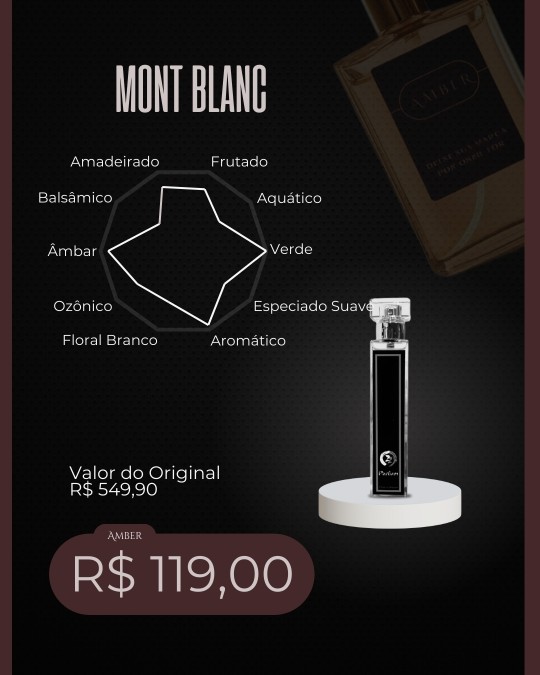 MONT BLANC
AMBER
Amadeirado
Frutado
Balsâmico
Aquático
Âmbar
Verde
Ozônico
Especiado Suave
Floral Branco
Aromático
Valor do Original
R$ 549,90
AMBER
R$ 119,00